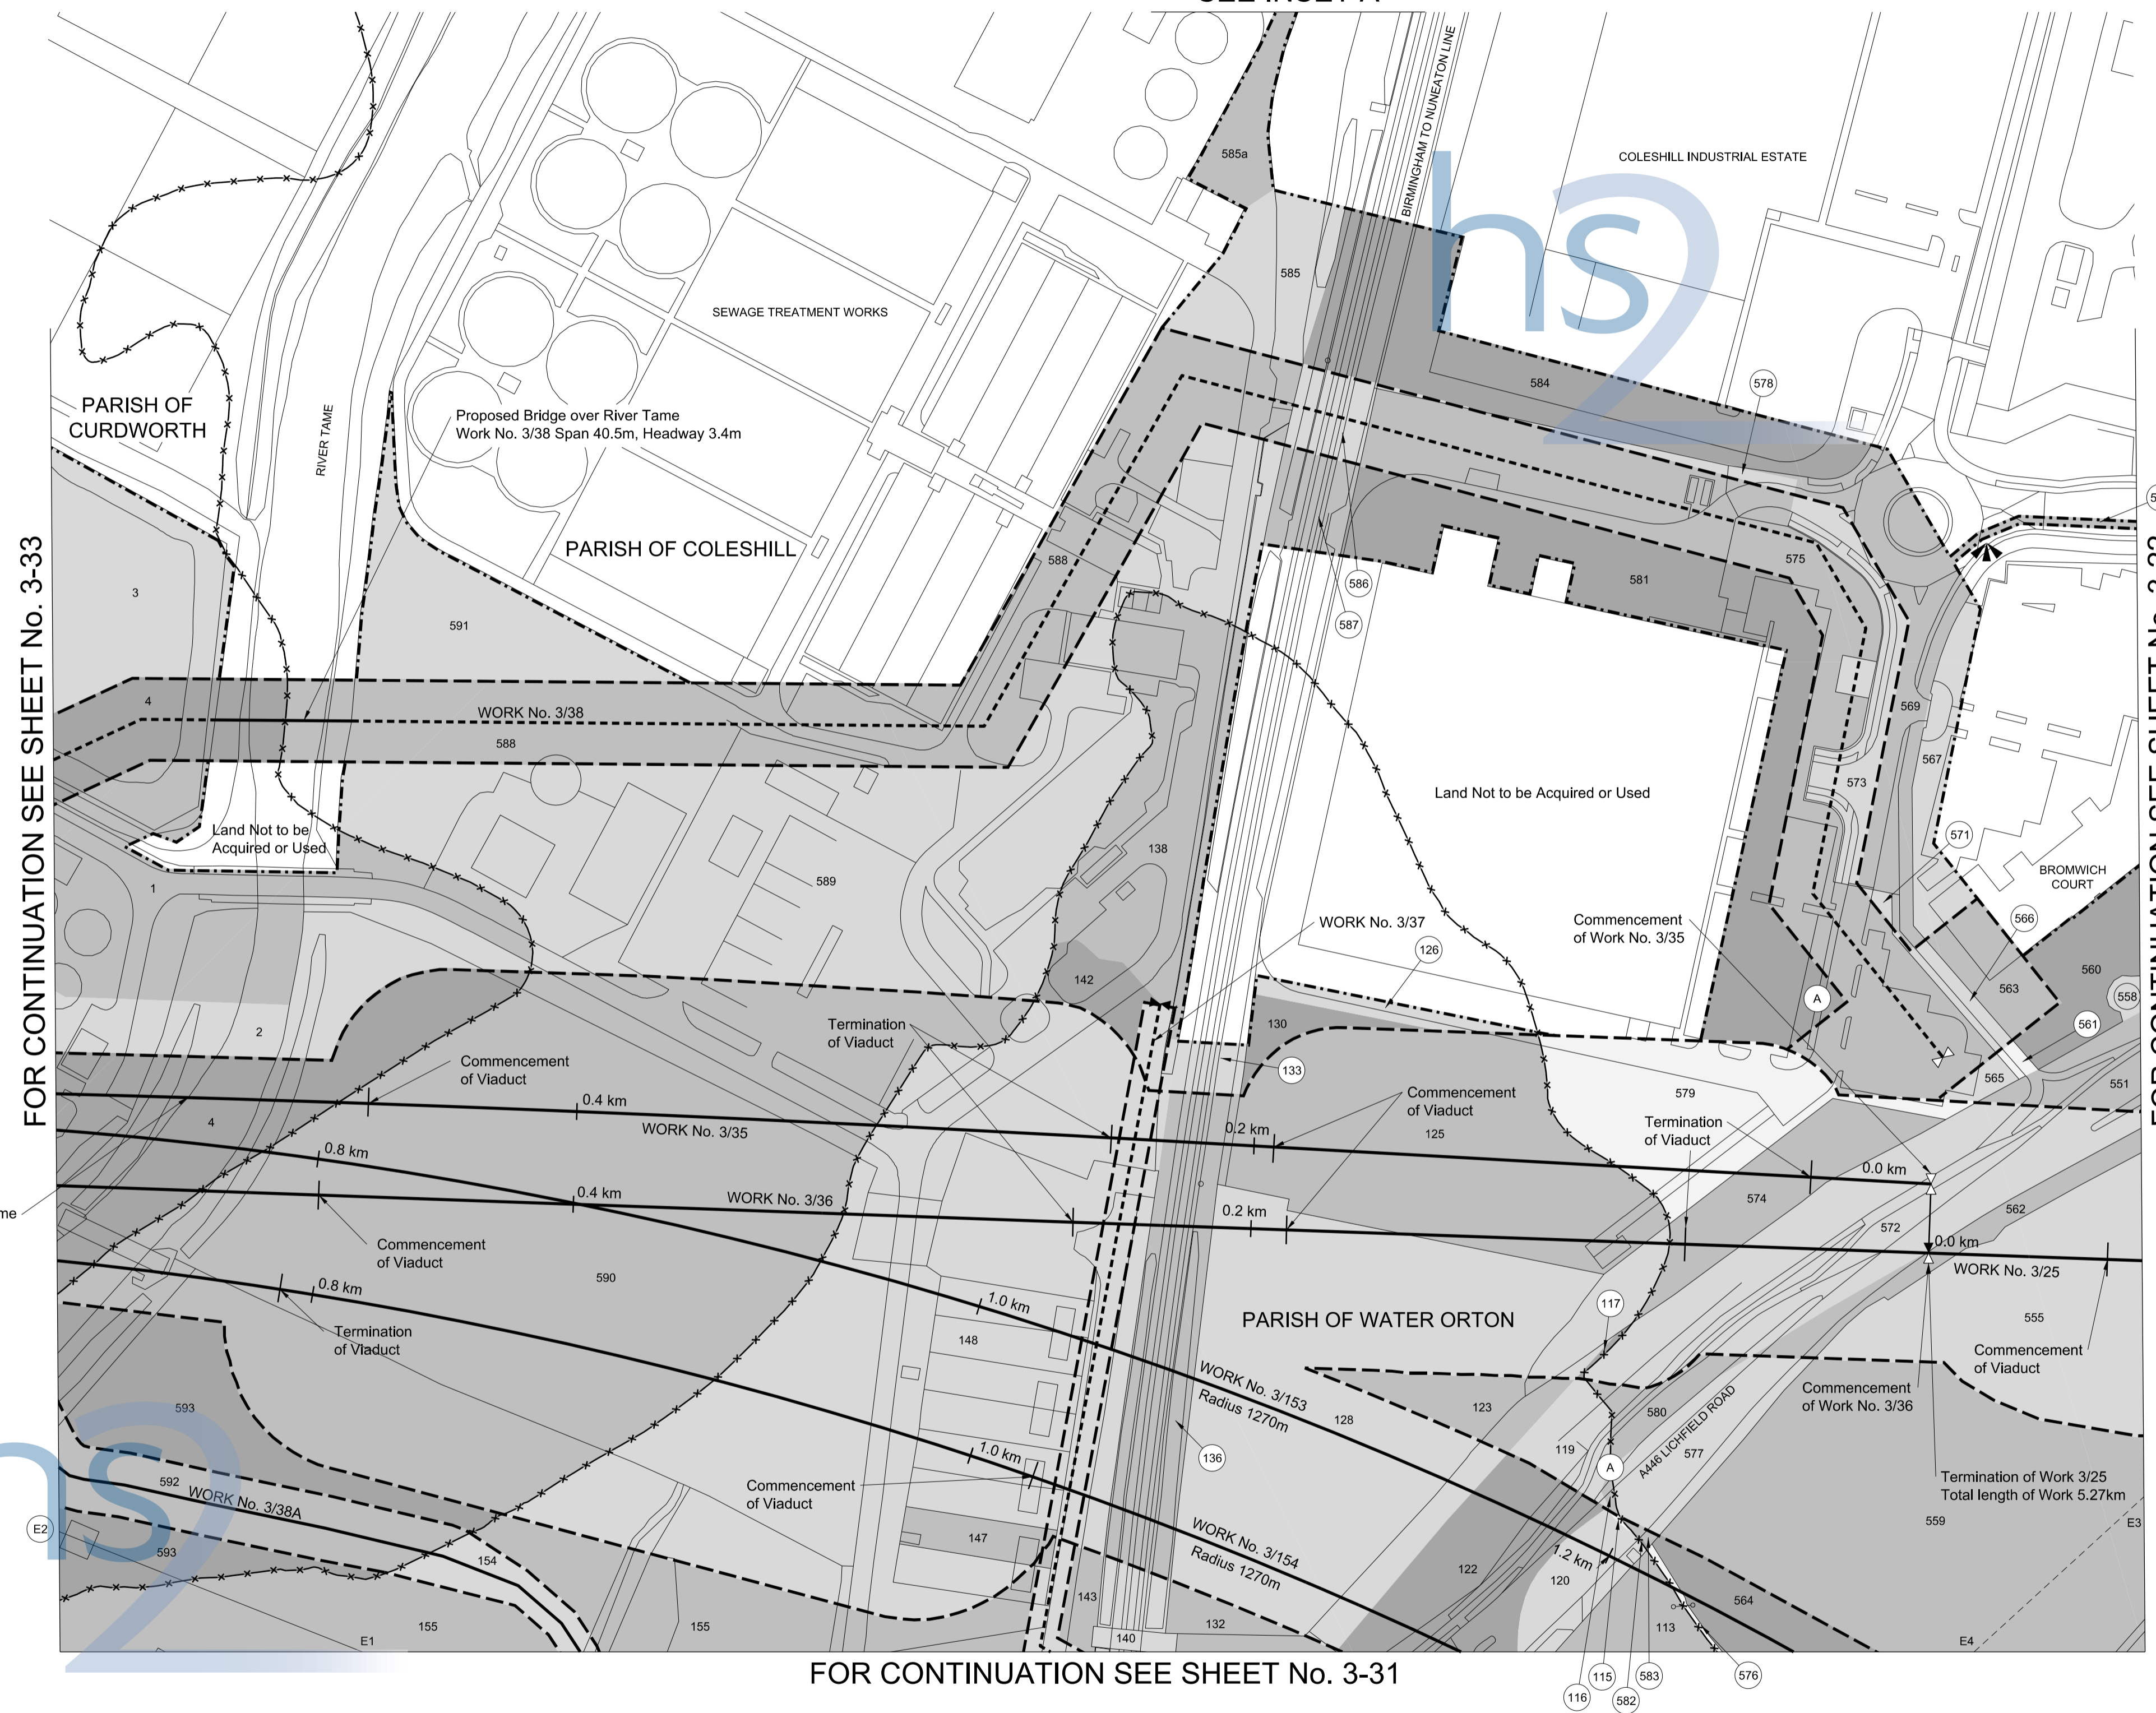 BIRMINGHAM TO NUNEATON LINE
585a
COLESHILL INDUSTRIAL ESTATE
hs2
585
SEWAGE TREATMENT WORKS
584
578
PARISH OF
CURDWORTH
RIVER TAME
Proposed Bridge over River Tame
Work No. 3/38 Span 40.5m, Headway 3.4m
PARISH OF COLESHILL
588
575
581
586
587
FOR CONTINUATION SEE SHEET No. 3-33
3
591
4
WORK No. 3/38
588
569
567
573
Land Not to be Acquired or Used
Land Not to be
Acquired or Used
138
571
BROMWICH
COURT
1
589
WORK No. 3/37
126
Commencement
of Work No. 3/35
566
142
560
563
558
A
561
130
2
Termination
of Viaduct
Commencement
of Viaduct
133
565
551
579
Commencement
of Viaduct
125
Termination
of Viaduct
4
0.4 km
WORK No. 3/35
0.2 km
0.0 km
0.8 km
0.4 km
WORK No. 3/36
0.2 km
574
572
562
0.0 km
WORK No. 3/25
Commencement
of Viaduct
590
0.8 km
1.0 km
117
PARISH OF WATER ORTON
555
Termination
of Viaduct
148
Commencement
of Viaduct
WORK No. 3/153
Radius 1270m
Commencement
of Work No. 3/36
593
128
123
580
119
A446 LICHFIELD ROAD
577
1.0 km
136
A
Commencement
of Viaduct
Termination of Work 3/25
Total length of Work 5.27km
hs2
592
WORK No. 3/38A
E2
593
559
E3
147
WORK No. 3/154
Radius 1270m
154
1.2 km
122
120
143
564
155
E1
155
132
140
113
E4
FOR CONTINUATION SEE SHEET No. 3-31
116
115
582
583
576